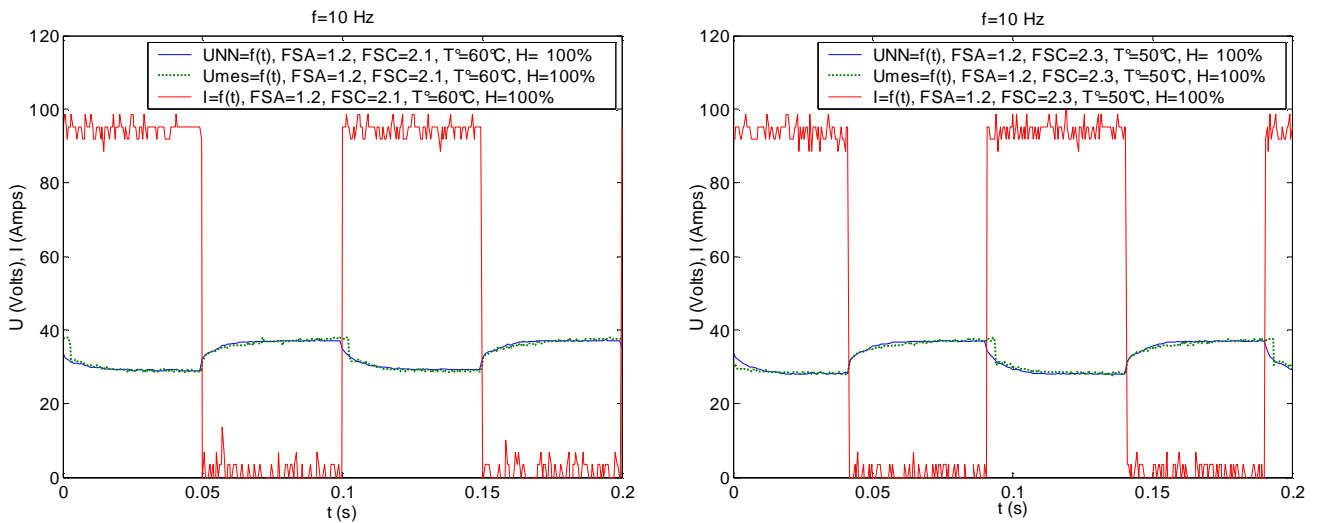 f=10 Hz
120
100
80
60
40
20
0
U (Volts), I (Amps)
UNN=f(t), FSA=1.2, FSC=2.1, T°=60°C, H= 100%
Umes=f(t), FSA=1.2, FSC=2.1, T°=60°C, H=100%
I=f(t), FSA=1.2, FSC=2.1, T°=60°C, H=100%
0 0.05 0.1 0.15 0.2
t (s)
f=10 Hz
120
100
80
60
40
20
0
U (Volts), I (Amps)
UNN=f(t), FSA=1.2, FSC=2.3, T°=50°C, H= 100%
Umes=f(t), FSA=1.2, FSC=2.3, T°=50°C, H=100%
I=f(t), FSA=1.2, FSC=2.3, T°=50°C, H=100%
0 0.05 0.1 0.15 0.2
t (s)